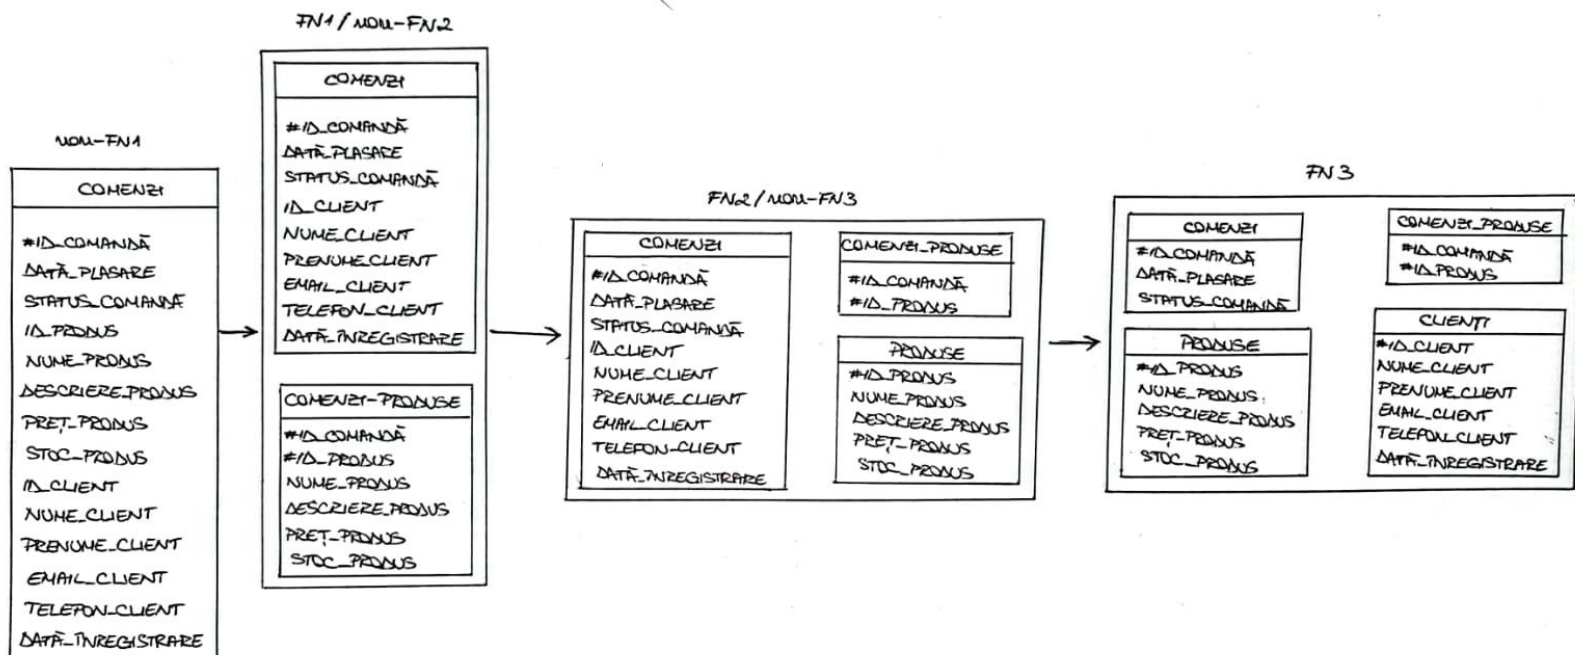 non-FN1
COMENZI
#ID_COMANDĂ
DATĂ_PLASARE
STATUS_COMANDĂ
ID_PRODUS
NUME_PRODUS
DESCRIERE_PRODUS
PREȚ_PRODUS
STOC_PRODUS
ID_CLIENT
NUME_CLIENT
PRENUME_CLIENT
EMAIL_CLIENT
TELEFON_CLIENT
DATĂ_ÎNREGISTRARE
FN1/non-FN2
COMENZI
#ID_COMANDĂ
DATĂ_PLASARE
STATUS_COMANDĂ
ID_CLIENT
NUME_CLIENT
PRENUME_CLIENT
EMAIL_CLIENT
TELEFON_CLIENT
DATĂ_ÎNREGISTRARE
COMENZI-PRODUSE
#ID_COMANDĂ
#ID_PRODUS
NUME_PRODUS
DESCRIERE_PRODUS
PREȚ_PRODUS
STOC_PRODUS
FN2/non-FN3
COMENZI
#ID_COMANDĂ
DATĂ_PLASARE
STATUS_COMANDĂ
ID_CLIENT
NUME_CLIENT
PRENUME_CLIENT
EMAIL_CLIENT
TELEFON_CLIENT
DATĂ_ÎNREGISTRARE
COMENZI_PRODUSE
#ID_COMANDĂ
#ID_PRODUS
PRODUSE
#ID_PRODUS
NUME_PRODUS
DESCRIERE_PRODUS
PREȚ_PRODUS
STOC_PRODUS
FN3
COMENZI
#ID_COMANDĂ
DATĂ_PLASARE
STATUS_COMANDĂ
COMENZI_PRODUSE
#ID_COMANDĂ
#ID_PRODUS
PRODUSE
#ID_PRODUS
NUME_PRODUS
DESCRIERE_PRODUS
PREȚ_PRODUS
STOC_PRODUS
CLIENȚI
#ID_CLIENT
NUME_CLIENT
PRENUME_CLIENT
EMAIL_CLIENT
TELEFON_CLIENT
DATĂ_ÎNREGISTRARE